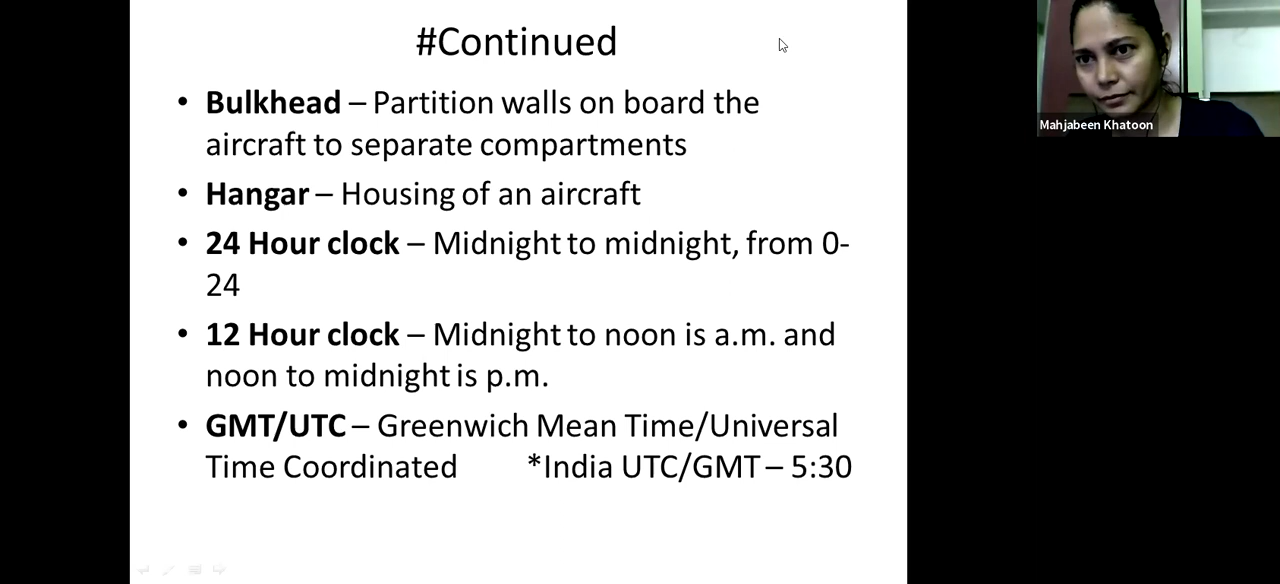 #Continued
• Bulkhead – Partition walls on board the
aircraft to separate compartments
• Hangar – Housing of an aircraft
• 24 Hour clock – Midnight to midnight, from 0-
24
• 12 Hour clock – Midnight to noon is a.m. and
noon to midnight is p.m.
• GMT/UTC – Greenwich Mean Time/Universal
Time Coordinated *India UTC/GMT – 5:30
Mahjabeen Khatoon